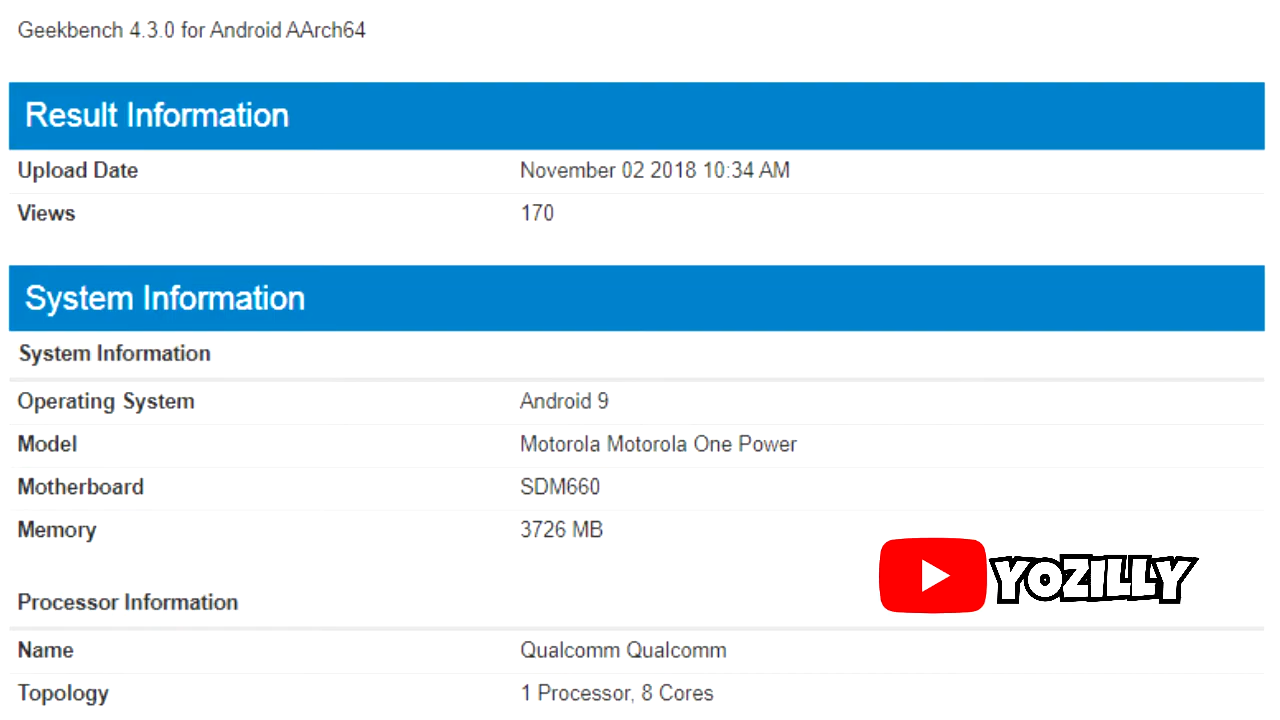 Geekbench 4.3.0 for Android AArch64
Result Information
Upload Date November 02 2018 10:34 AM
Views 170
System Information
System Information
Operating System Android 9
Model Motorola Motorola One Power
Motherboard SDM660
Memory 3726 MB
YOZILLY
Processor Information
Name Qualcomm Qualcomm
Topology 1 Processor, 8 Cores